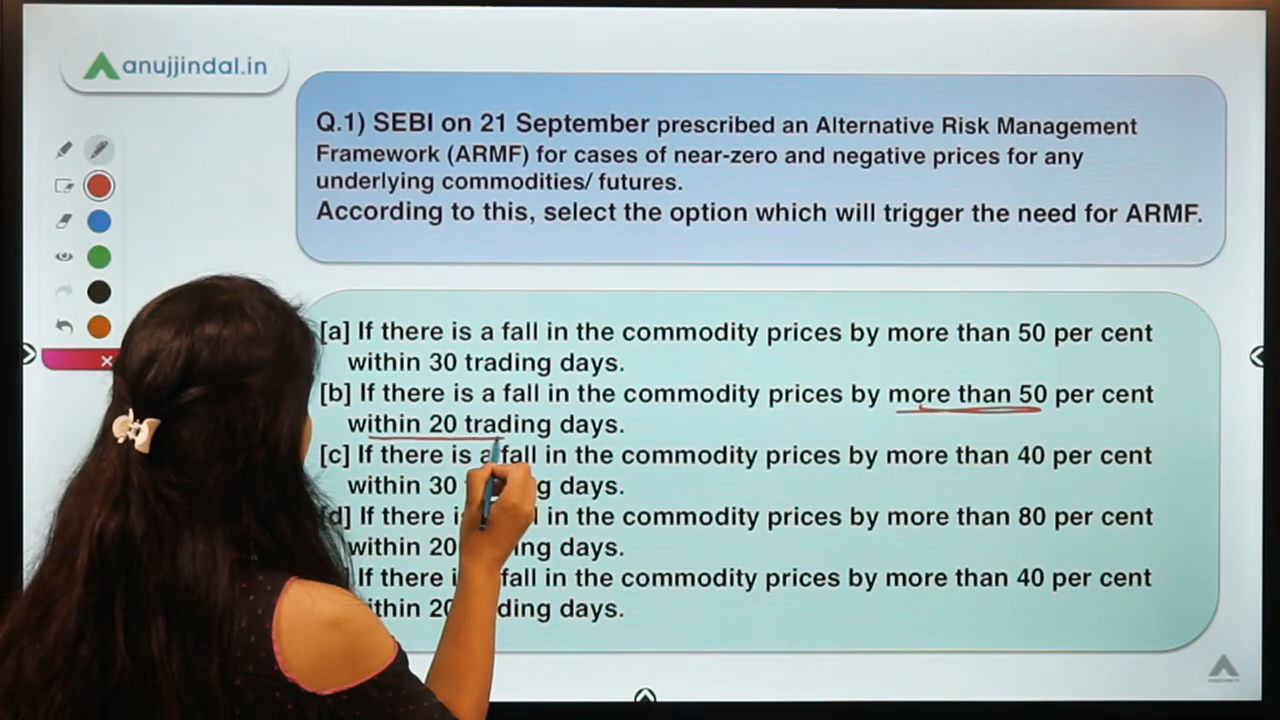 anujjindal.in
Q.1) SEBI on 21 September prescribed an Alternative Risk Management
Framework (ARMF) for cases of near-zero and negative prices for any
underlying commodities/ futures.
According to this, select the option which will trigger the need for ARMF.
[a] If there is a fall in the commodity prices by more than 50 per cent
within 30 trading days.
[b] If there is a fall in the commodity prices by more than 50 per cent
within 20 trading days.
[c] If there is a fall in the commodity prices by more than 40 per cent
within 30 g days.
d] If there in the commodity prices by more than 80 per cent
within 20 ing days.
If there fall in the commodity prices by more than 40 per cent
ithin 20 ding days.